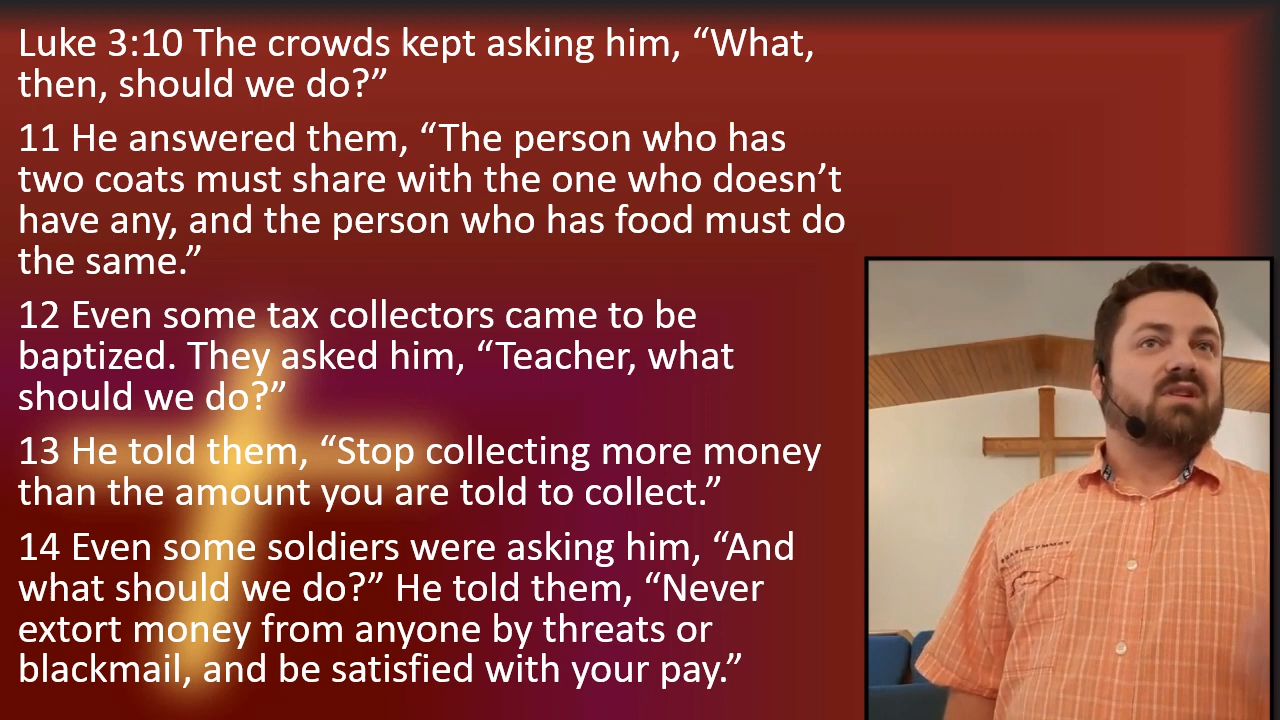 Luke 3:10 The crowds kept asking him, “What,
then, should we do?”
11 He answered them, “The person who has
two coats must share with the one who doesn’t
have any, and the person who has food must do
the same.”
12 Even some tax collectors came to be
baptized. They asked him, “Teacher, what
should we do?”
13 He told them, “Stop collecting more money
than the amount you are told to collect.”
14 Even some soldiers were asking him, “And
what should we do?” He told them, “Never
extort money from anyone by threats or
blackmail, and be satisfied with your pay.”